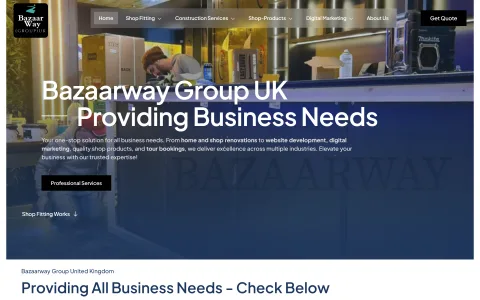 Bazaar
Way
GROUP UK
Home
Shop Fitting
Construction Services
Shop-Products
Digital Marketing
About Us
Get Quote
Makita
Bazaarway Group UK
Providing Business Needs
Your one-stop solution for all business needs. From home and shop renovations to website development, digital
marketing, quality shop products, and tour bookings, we deliver excellence across multiple industries. Elevate your
business with our trusted expertise!
BAZAARWAY
Professional Services
Shop Fitting Works ↓
Bazaarway Group United Kingdom
Providing All Business Needs - Check Below